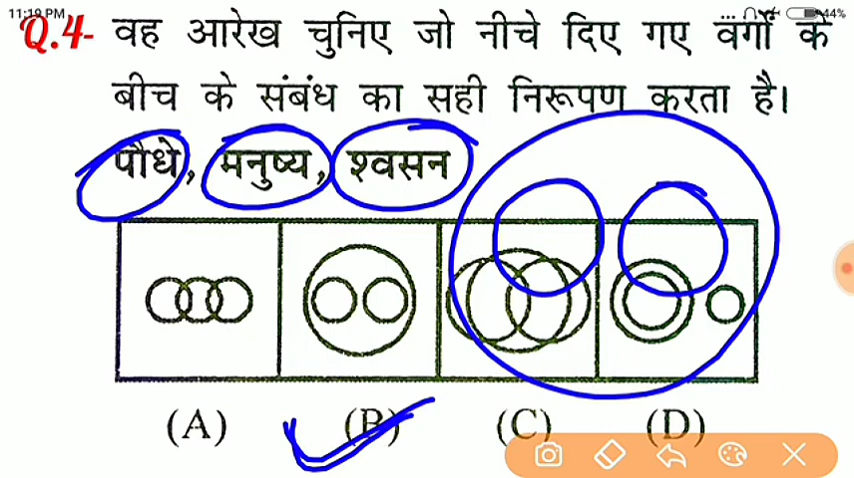 11:19 PM ... 44%
Q.4- वह आरेख चुनिए जो नीचे दिए गए वर्गों के
बीच के संबंध का सही निरूपण करता है।
पौधे, मनुष्य, श्वसन
(A) (B) (C) (D)